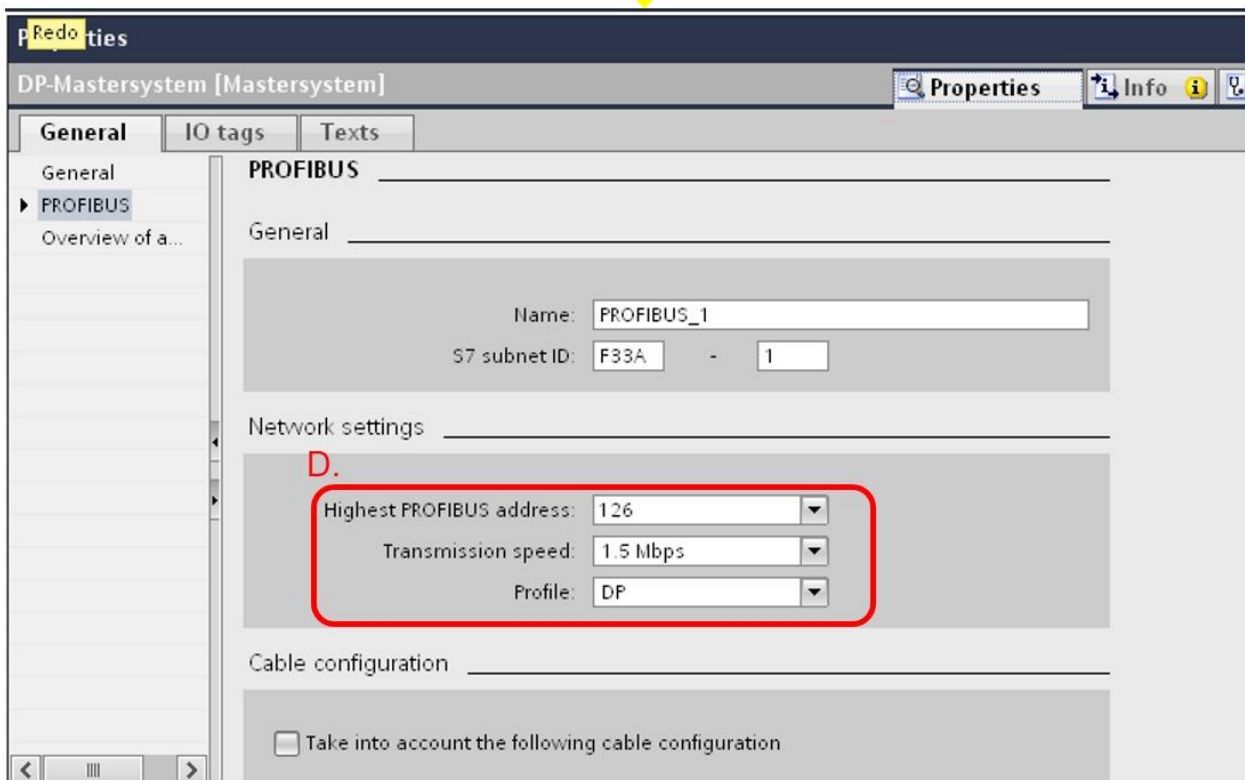 Redo
P ties
DP-Mastersystem [Mastersystem]
Properties
Info
General
IO tags
Texts
General
PROFIBUS
Overview of a...
PROFIBUS
General
Name: PROFIBUS_1
S7 subnet ID: F33A - 1
Network settings
D.
Highest PROFIBUS address: 126
Transmission speed: 1.5 Mbps
Profile: DP
Cable configuration
Take into account the following cable configuration